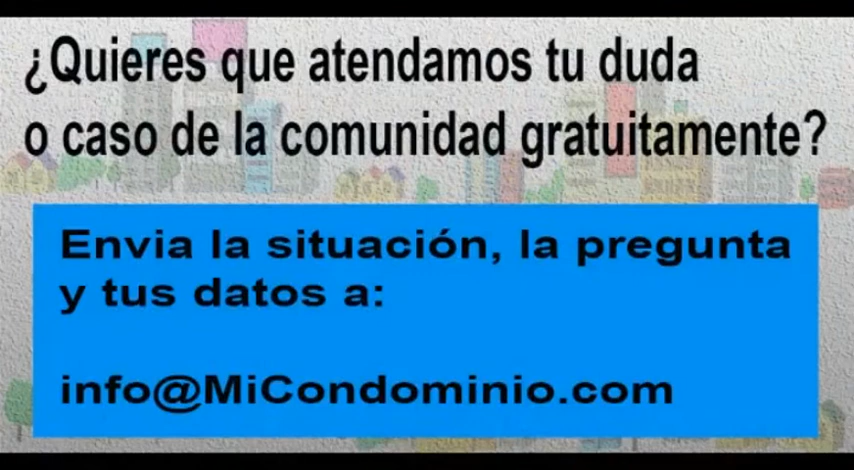 ¿Quieres que atendamos tu duda
o caso de la comunidad gratuitamente?
Envia la situación, la pregunta
y tus datos a:
info@MiCondominio.com